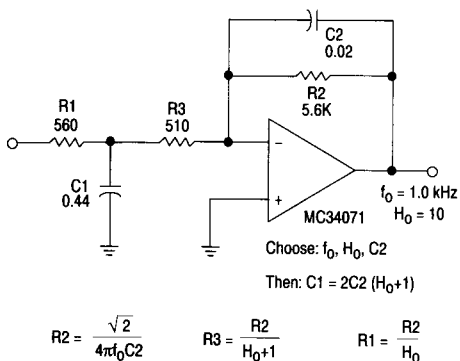 C2
0.02
R2
5.6K
R1
560
R3
510
C1
0.44
−
+
MC34071
f₀ = 1.0 kHz
H₀ = 10
Choose: f₀, H₀, C2
Then: C1 = 2C2 (H₀+1)
R2 = √2 / 4πf₀C2 R3 = R2 / H₀+1 R1 = R2 / H₀